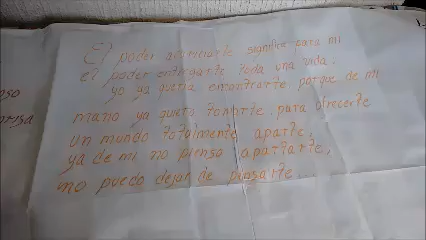 El poder acariciarte significa para mi
el poder entregarte toda una vida.
yo ya quería encontrarte porque de mi
mano ya quiero tomarte, para ofrecerte
un mundo totalmente aparte,
ya de mi no pienso apartarte,
no puedo dejar de pensarte...